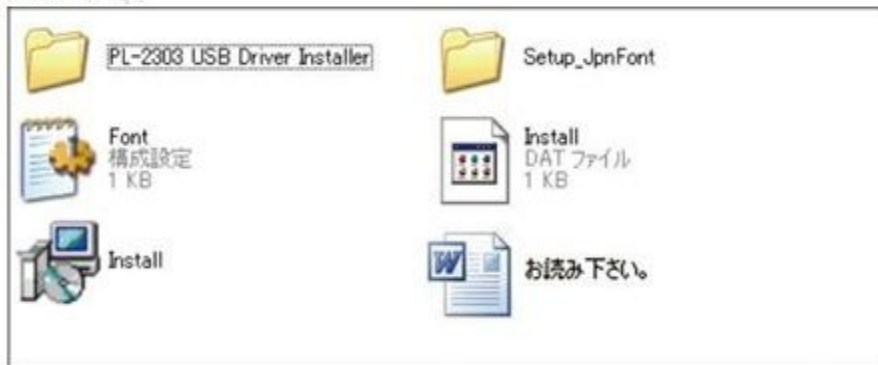 PL-2303 USB Driver Installer
Setup_JpnFont
Font
構成設定
1 KB
Install
DAT ファイル
1 KB
Install
お読み下さい。